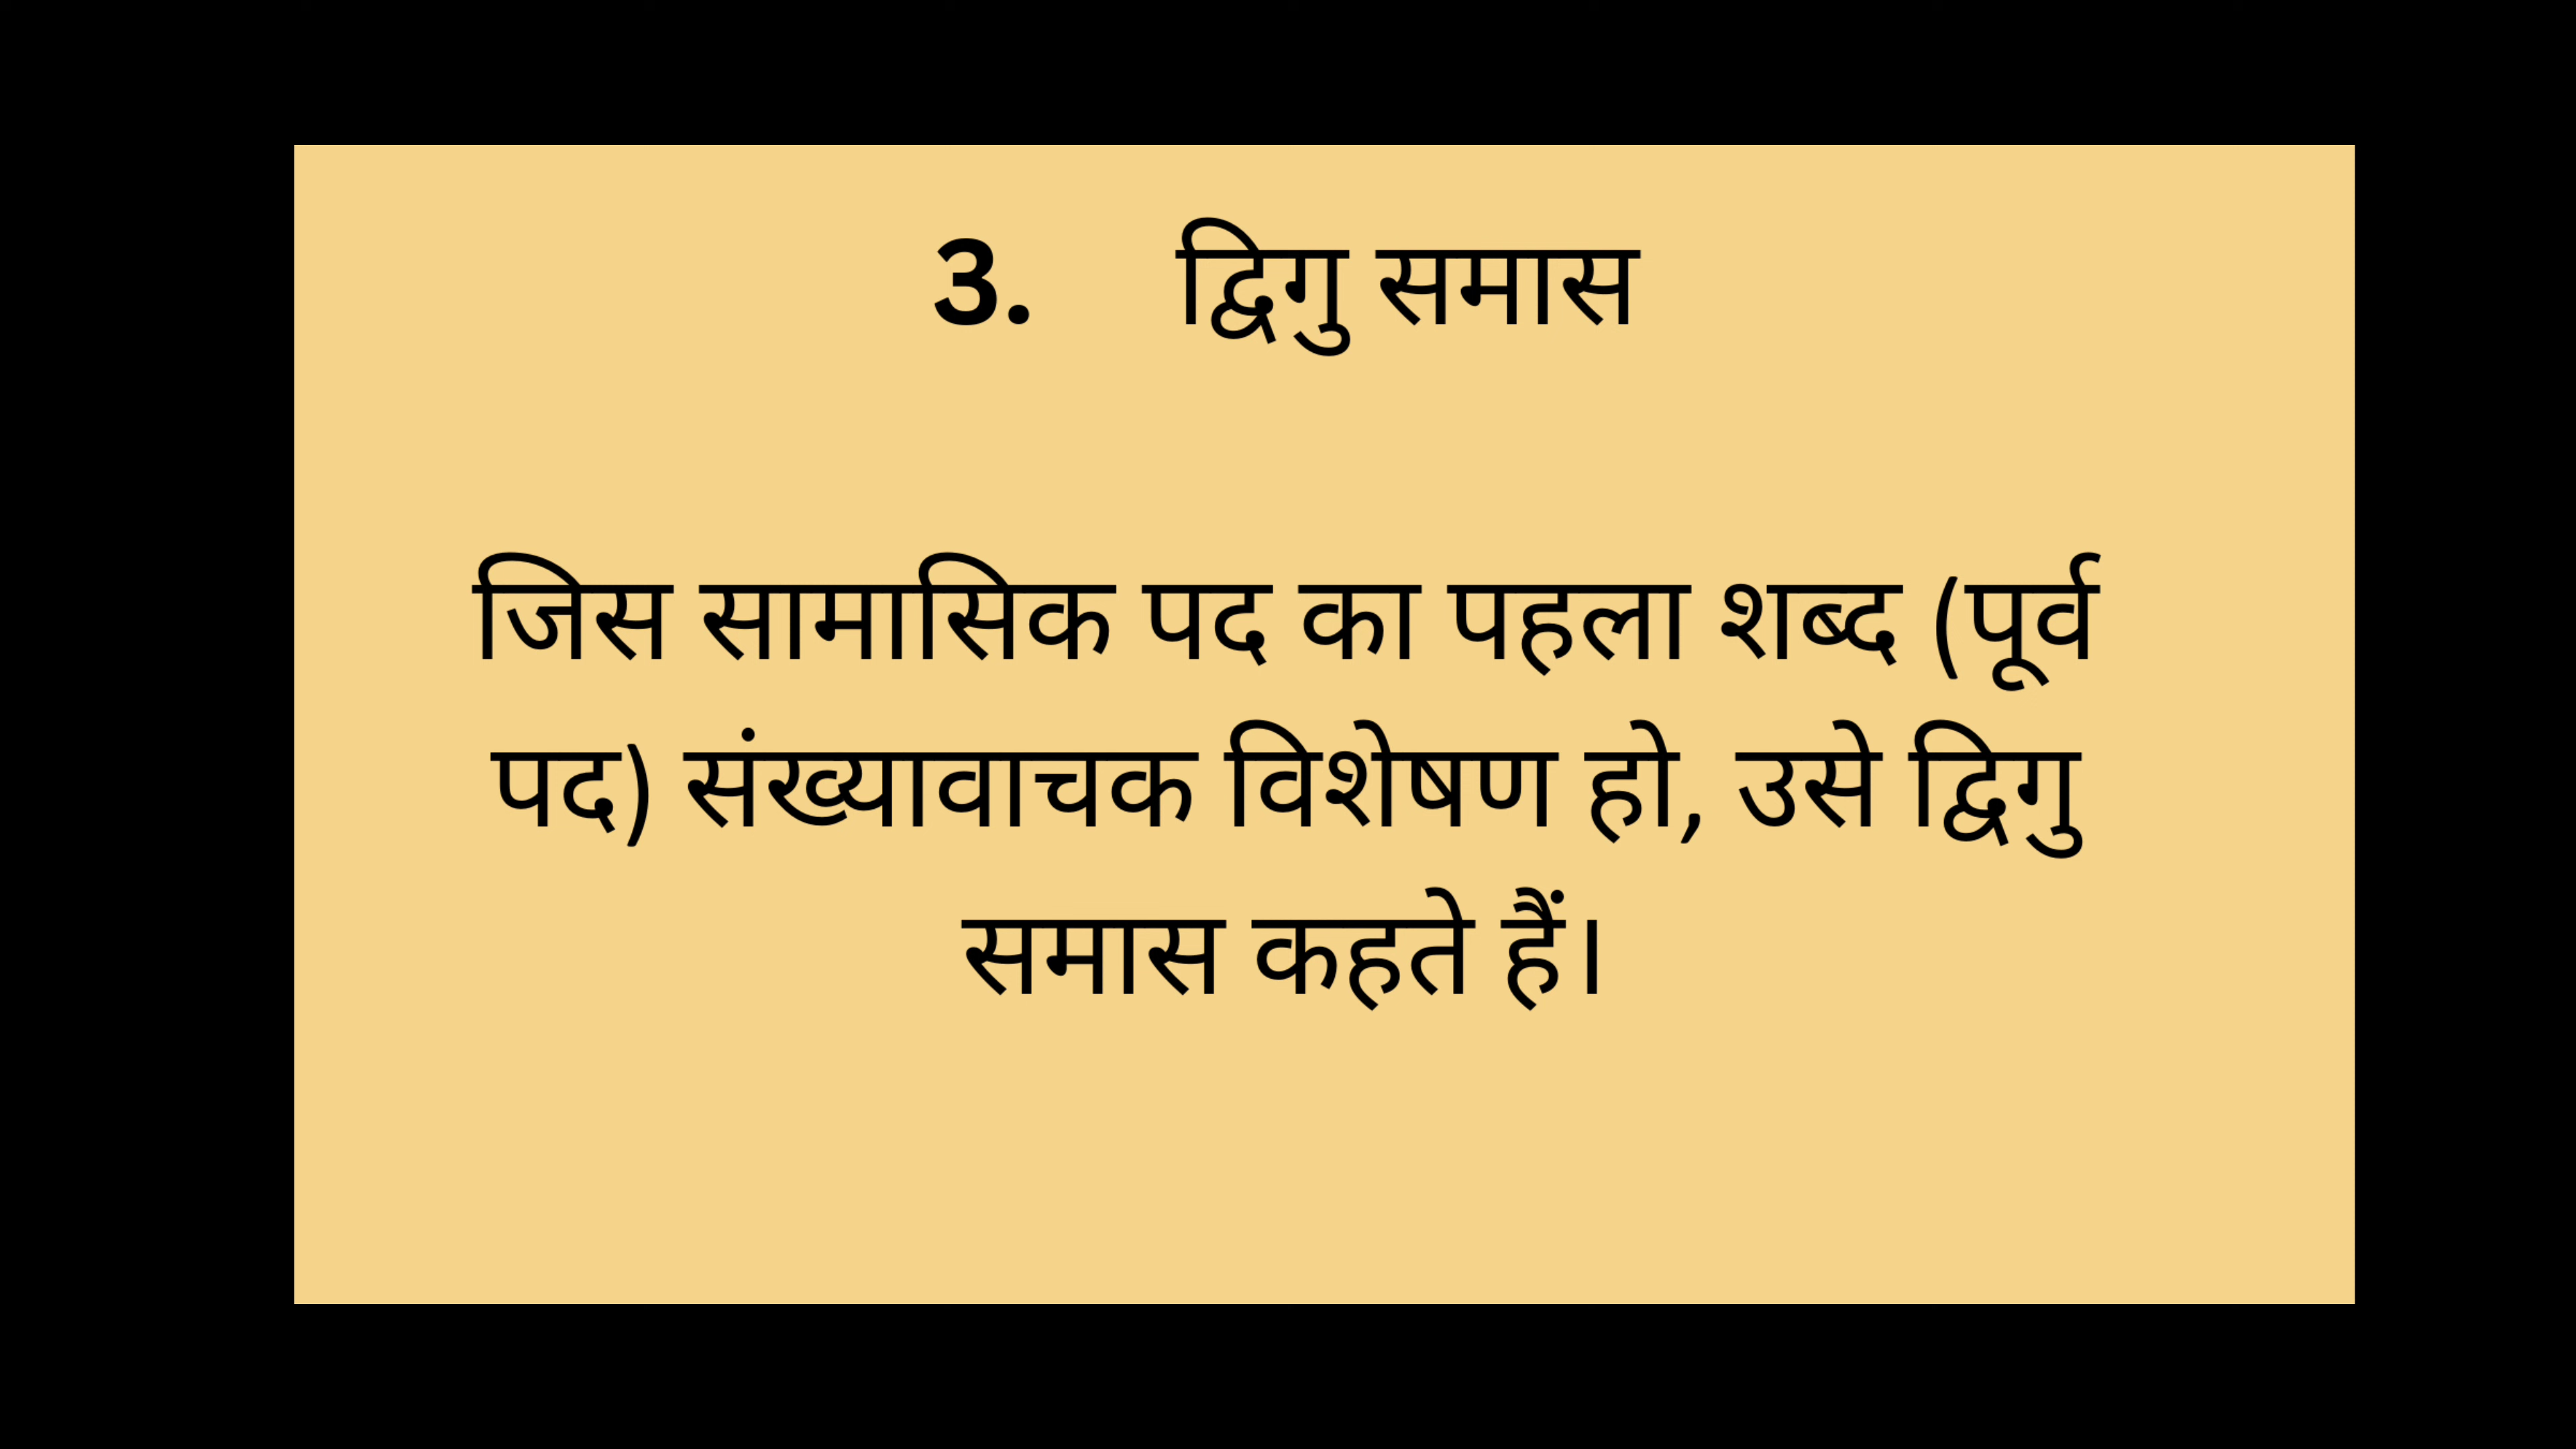 3. द्विगु समास
जिस सामासिक पद का पहला शब्द (पूर्व
पद) संख्यावाचक विशेषण हो, उसे द्विगु
समास कहते हैं।